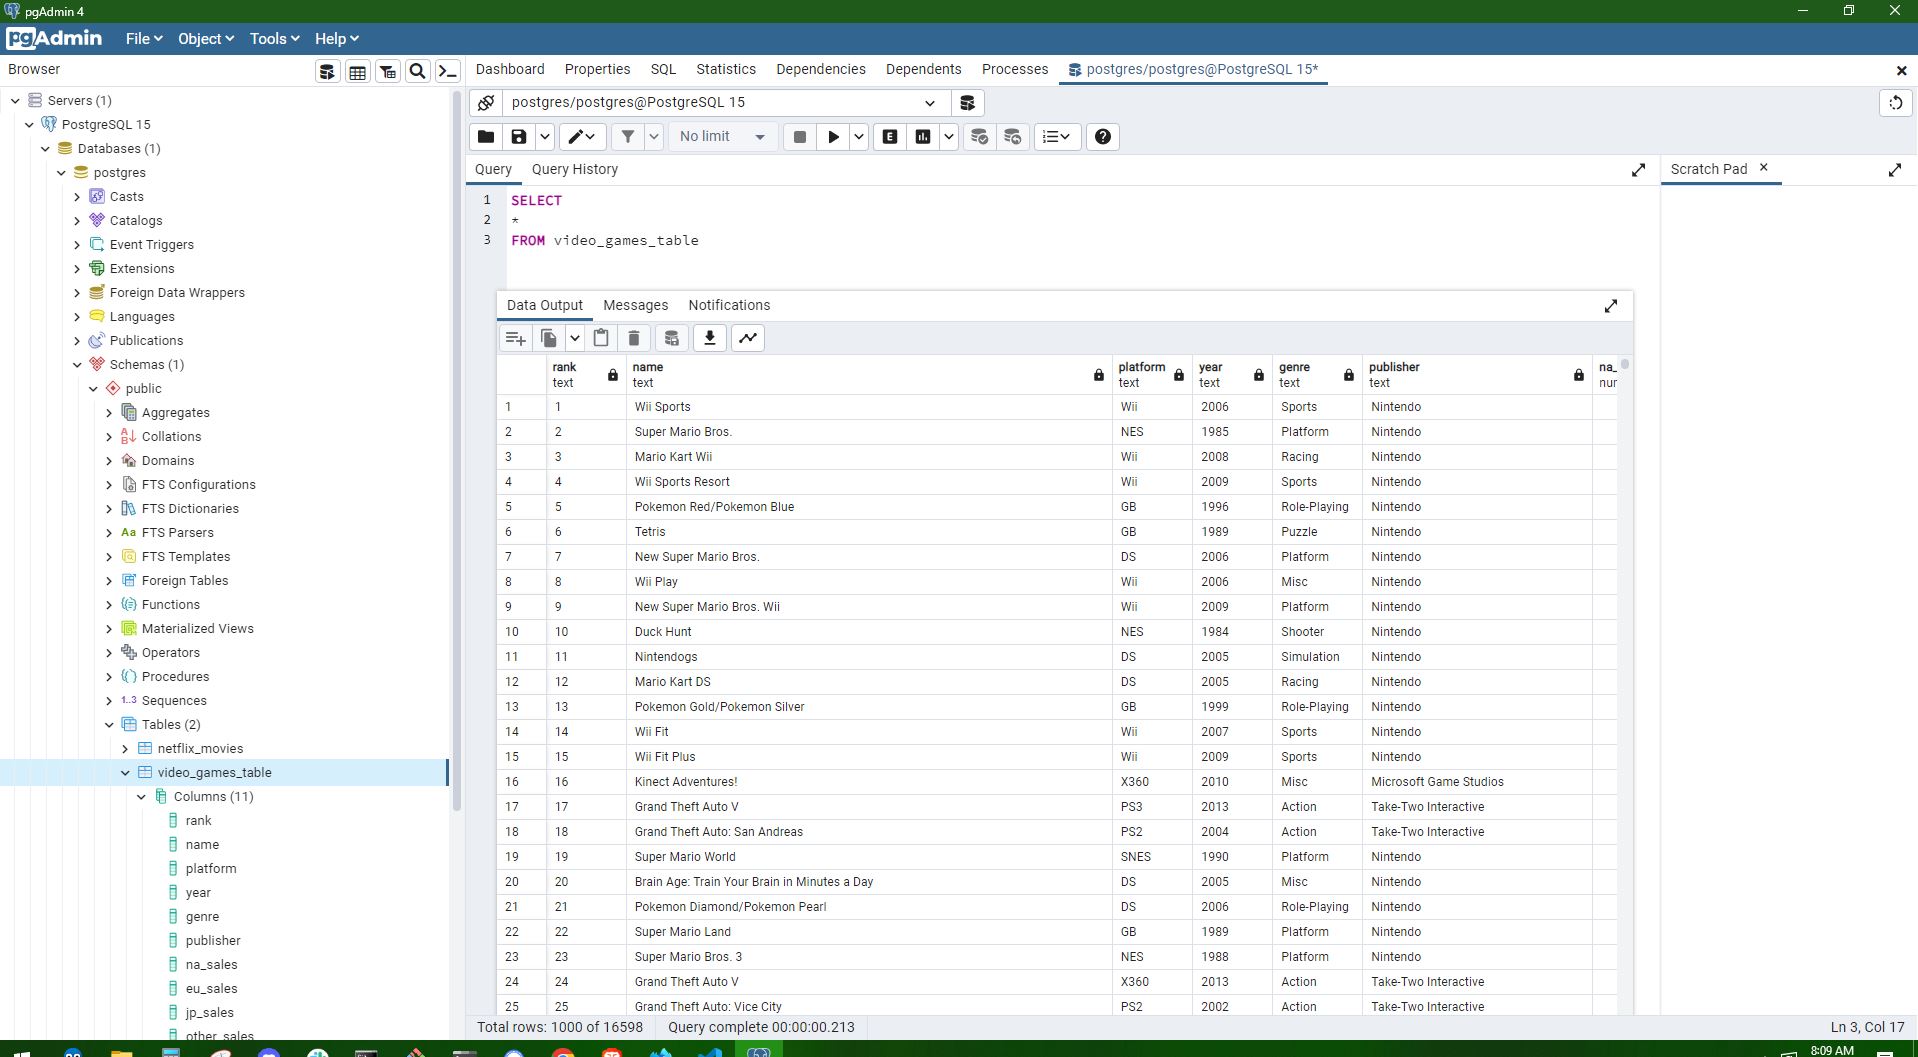 pgAdmin 4
pgAdmin File Object Tools Help
Browser
Dashboard Properties SQL Statistics Dependencies Dependents Processes postgres/postgres@PostgreSQL 15*
Servers (1)
PostgreSQL 15
Databases (1)
postgres
Casts
Catalogs
Event Triggers
Extensions
Foreign Data Wrappers
Languages
Publications
Schemas (1)
public
Aggregates
Collations
Domains
FTS Configurations
FTS Dictionaries
Aa FTS Parsers
FTS Templates
Foreign Tables
Functions
Materialized Views
Operators
Procedures
1..3 Sequences
Tables (2)
netflix_movies
video_games_table
Columns (11)
rank
name
platform
year
genre
publisher
na_sales
eu_sales
jp_sales
other_sales
postgres/postgres@PostgreSQL 15
No limit
E
Query Query History
Scratch Pad
1 SELECT
2 *
3 FROM video_games_table
Data Output Messages Notifications
rank name platform year genre publisher na_
text text text text text text nur
1 1 Wii Sports Wii 2006 Sports Nintendo
2 2 Super Mario Bros. NES 1985 Platform Nintendo
3 3 Mario Kart Wii Wii 2008 Racing Nintendo
4 4 Wii Sports Resort Wii 2009 Sports Nintendo
5 5 Pokemon Red/Pokemon Blue GB 1996 Role-Playing Nintendo
6 6 Tetris GB 1989 Puzzle Nintendo
7 7 New Super Mario Bros. DS 2006 Platform Nintendo
8 8 Wii Play Wii 2006 Misc Nintendo
9 9 New Super Mario Bros. Wii Wii 2009 Platform Nintendo
10 10 Duck Hunt NES 1984 Shooter Nintendo
11 11 Nintendogs DS 2005 Simulation Nintendo
12 12 Mario Kart DS DS 2005 Racing Nintendo
13 13 Pokemon Gold/Pokemon Silver GB 1999 Role-Playing Nintendo
14 14 Wii Fit Wii 2007 Sports Nintendo
15 15 Wii Fit Plus Wii 2009 Sports Nintendo
16 16 Kinect Adventures! X360 2010 Misc Microsoft Game Studios
17 17 Grand Theft Auto V PS3 2013 Action Take-Two Interactive
18 18 Grand Theft Auto: San Andreas PS2 2004 Action Take-Two Interactive
19 19 Super Mario World SNES 1990 Platform Nintendo
20 20 Brain Age: Train Your Brain in Minutes a Day DS 2005 Misc Nintendo
21 21 Pokemon Diamond/Pokemon Pearl DS 2006 Role-Playing Nintendo
22 22 Super Mario Land GB 1989 Platform Nintendo
23 23 Super Mario Bros. 3 NES 1988 Platform Nintendo
24 24 Grand Theft Auto V X360 2013 Action Take-Two Interactive
25 25 Grand Theft Auto: Vice City PS2 2002 Action Take-Two Interactive
Total rows: 1000 of 16598 Query complete 00:00:00.213 Ln 3, Col 17
8:09 AM